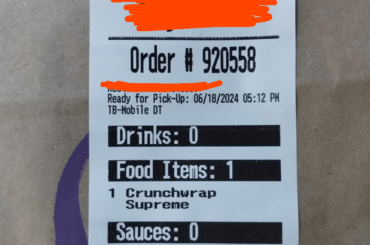 Order # 920558
Ready for Pick-Up: 06/18/2024 05:12 PM
TB-Mobile DT
Drinks: 0
Food Items: 1
1 Crunchwrap
Supreme
Sauces: 0